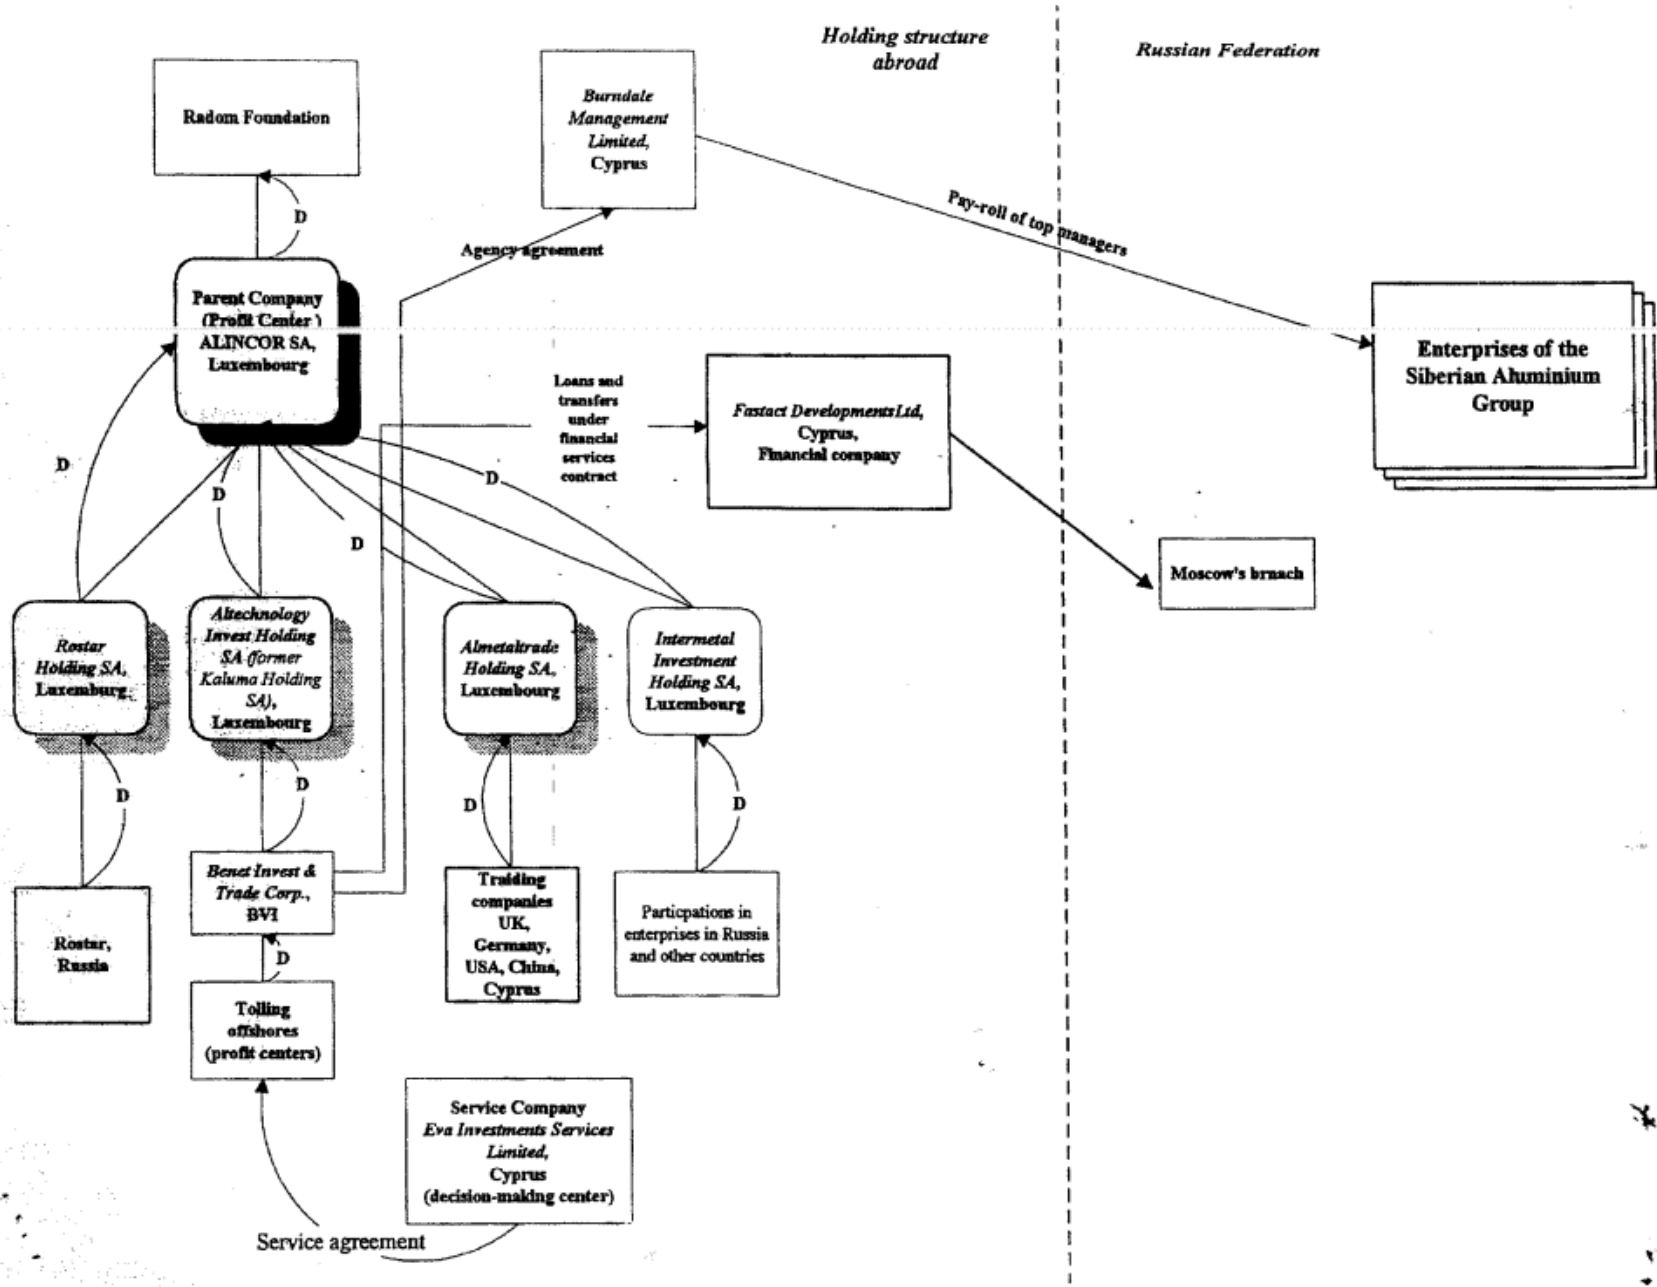 Holding structure
abroad
Russian Federation
Radom Foundation
Burndale
Management
Limited,
Cyprus
D
Agency agreement
Pay-roll of top managers
Parent Company
(Profit Center)
ALINCOR SA,
Luxembourg
Enterprises of the
Siberian Aluminium
Group
Loans and
transfers
under
financial
services
contract
Fastact Developments Ltd,
Cyprus,
Financial company
D
D
D
D
Moscow's brnach
Rostar
Holding SA,
Luxemburg,
Altechnology
Invest Holding
SA (former
Kaluma Holding
SA),
Luxembourg
Almetaltrade
Holding SA,
Luxembourg
Intermetal
Investment
Holding SA,
Luxembourg
D
D
D
D
Benet Invest &
Trade Corp.,
BVI
Traiding
companies
UK,
Germany,
USA, China,
Cyprus
Particpations in
enterprises in Russia
and other countries
Rostar,
Russia
D
Tolling
offshores
(profit centers)
Service Company
Eva Investments Services
Limited,
Cyprus
(decision-making center)
Service agreement